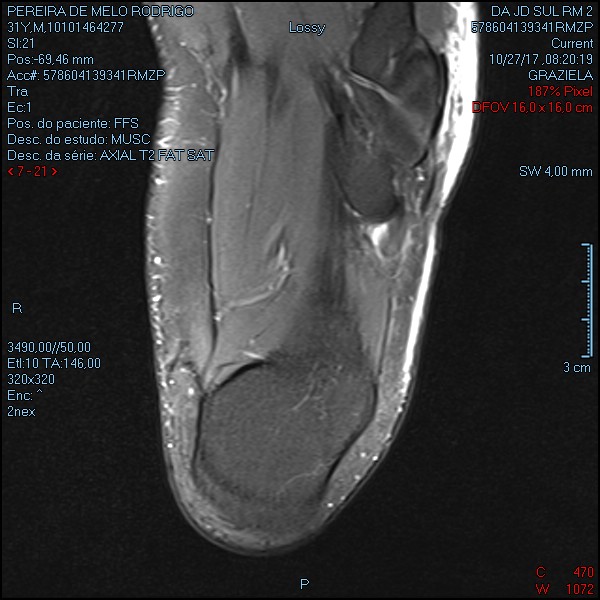 PEREIRA DE MELO RODRIGO
31Y,M,10101464277
Sl:21
Pos:-69,46 mm
Acc#: 578604139341RMZP
Tra
Ec:1
Pos. do paciente: FFS
Desc. do estudo: MUSC
Desc. da série: AXIAL T2 FAT SAT
< 7 - 21 >
Lossy
DA JD SUL RM 2
578604139341RMZP
Current
10/27/17 ,08:20:19
GRAZIELA
187% Pixel
DFOV 16,0 x 16,0 cm
SW 4,00 mm
R
3490,00//50,00
Etl:10 TA:146,00
320x320
Enc: ^
2nex
3 cm
P
C 470
W 1072